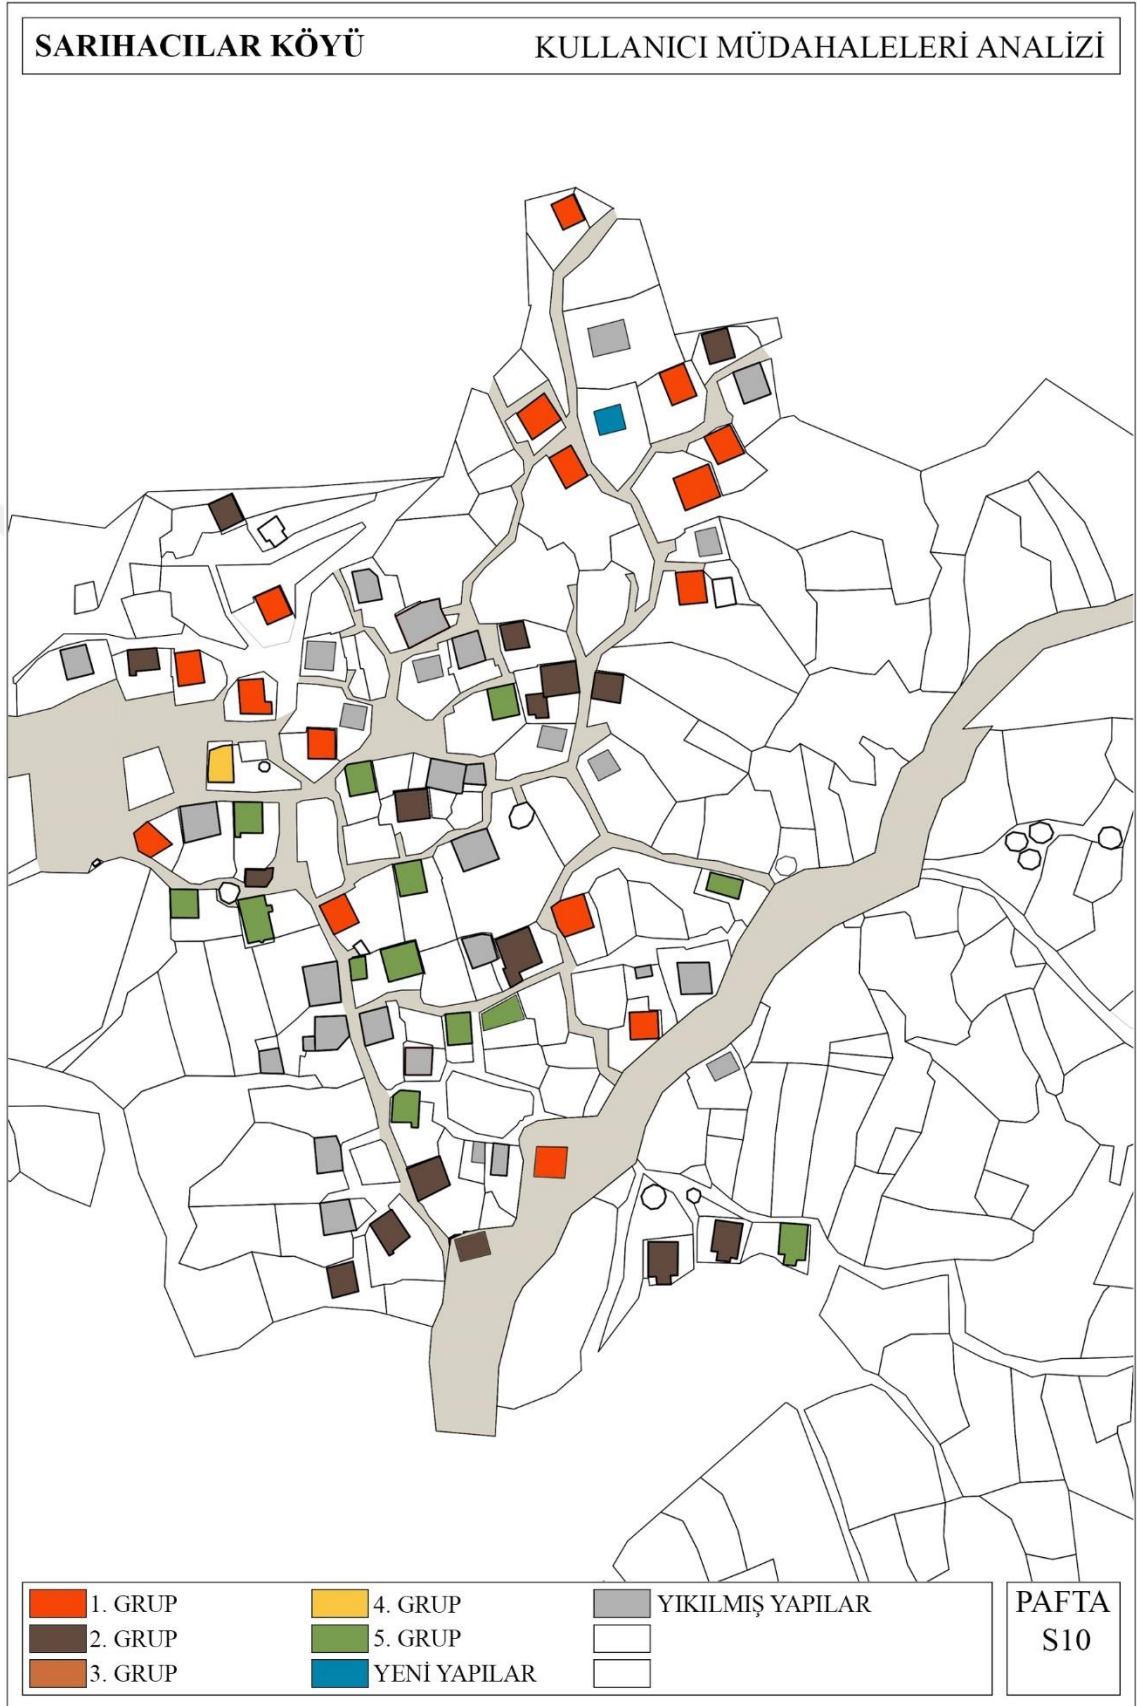 SARIHACILAR KÖYÜ
KULLANICI MÜDAHALELERİ ANALİZİ
1. GRUP
2. GRUP
3. GRUP
4. GRUP
5. GRUP
YENİ YAPILAR
YIKILMIŞ YAPILAR
PAFTA
S10